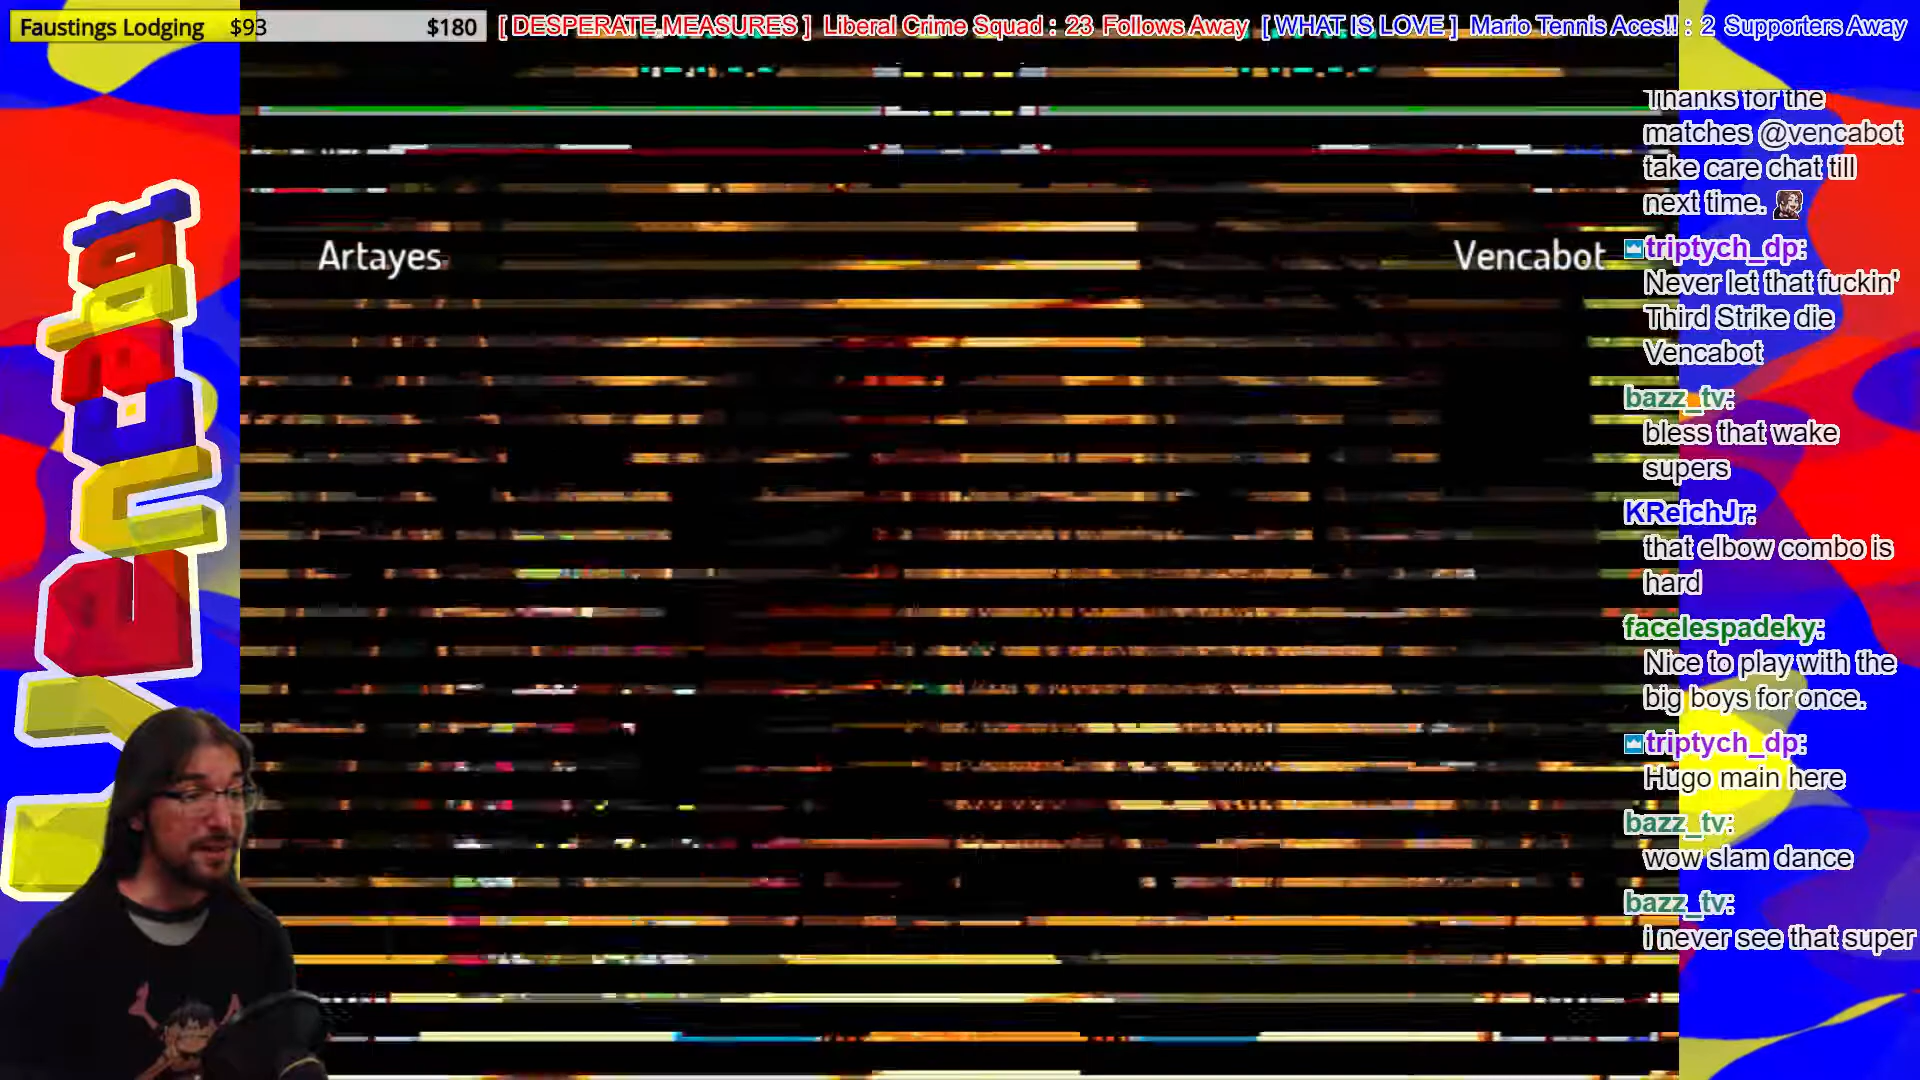 Faustings Lodging $93 $180
[ DESPERATE MEASURES ] Liberal Crime Squad : 23 Follows Away [ WHAT IS LOVE ] Mario Tennis Aces!! : 2 Supporters Away
Vencabot
Artayes
Vencabot
Thanks for the
matches @vencabot
take care chat till
next time.
triptych_dp:
Never let that fuckin'
Third Strike die
Vencabot
bazz_tv:
bless that wake
supers
KReichJr:
that elbow combo is
hard
facelespadeky:
Nice to play with the
big boys for once.
triptych_dp:
Hugo main here
bazz_tv:
wow slam dance
bazz_tv:
i never see that super